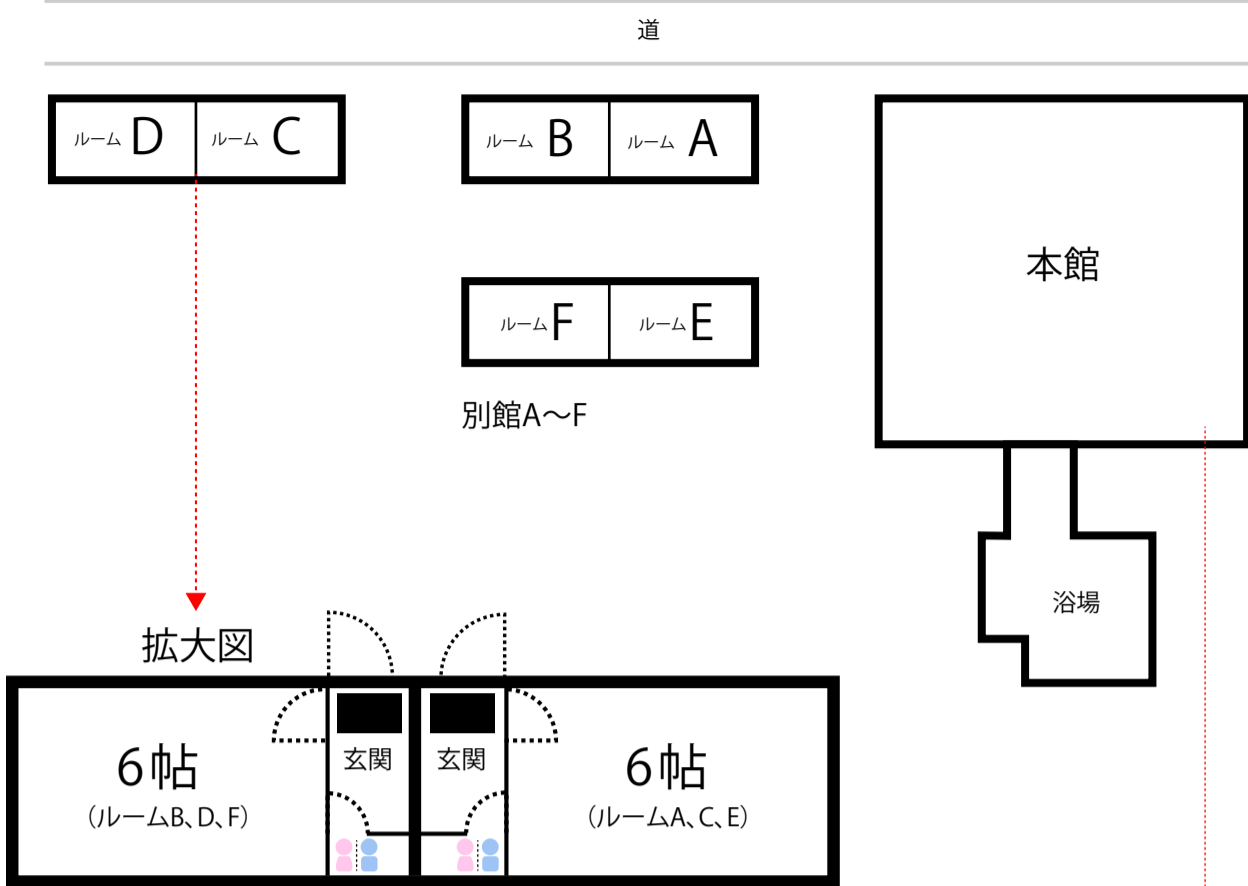 道
ルーム D
ルーム C
ルーム B
ルーム A
本館
ルーム F
ルーム E
別館A～F
浴場
拡大図
6帖
（ルームB、D、F）
玄関
玄関
6帖
（ルームA、C、E）